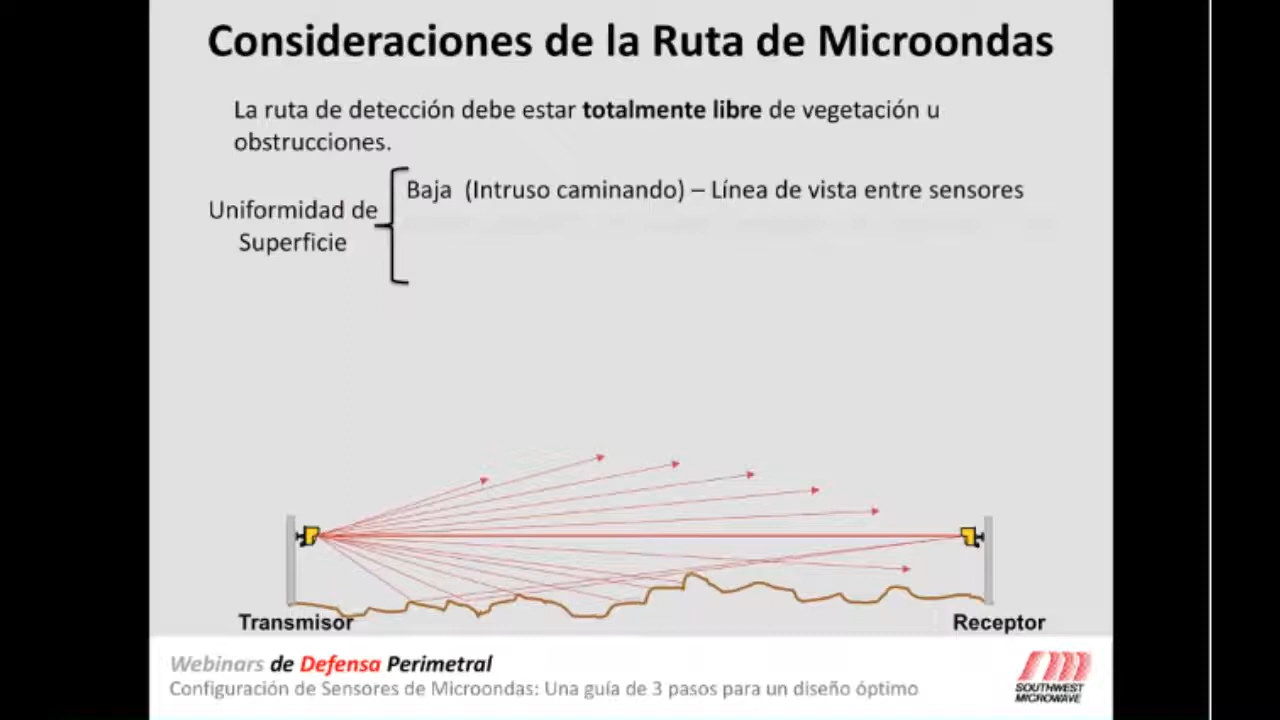 Consideraciones de la Ruta de Microondas
La ruta de detección debe estar totalmente libre de vegetación u
obstrucciones.
Baja (Intruso caminando) – Línea de vista entre sensores
Uniformidad de
Superficie
Transmisor
Receptor
Webinars de Defensa Perimetral
Configuración de Sensores de Microondas: Una guía de 3 pasos para un diseño óptimo
SOUTHWEST
MICROWAVE